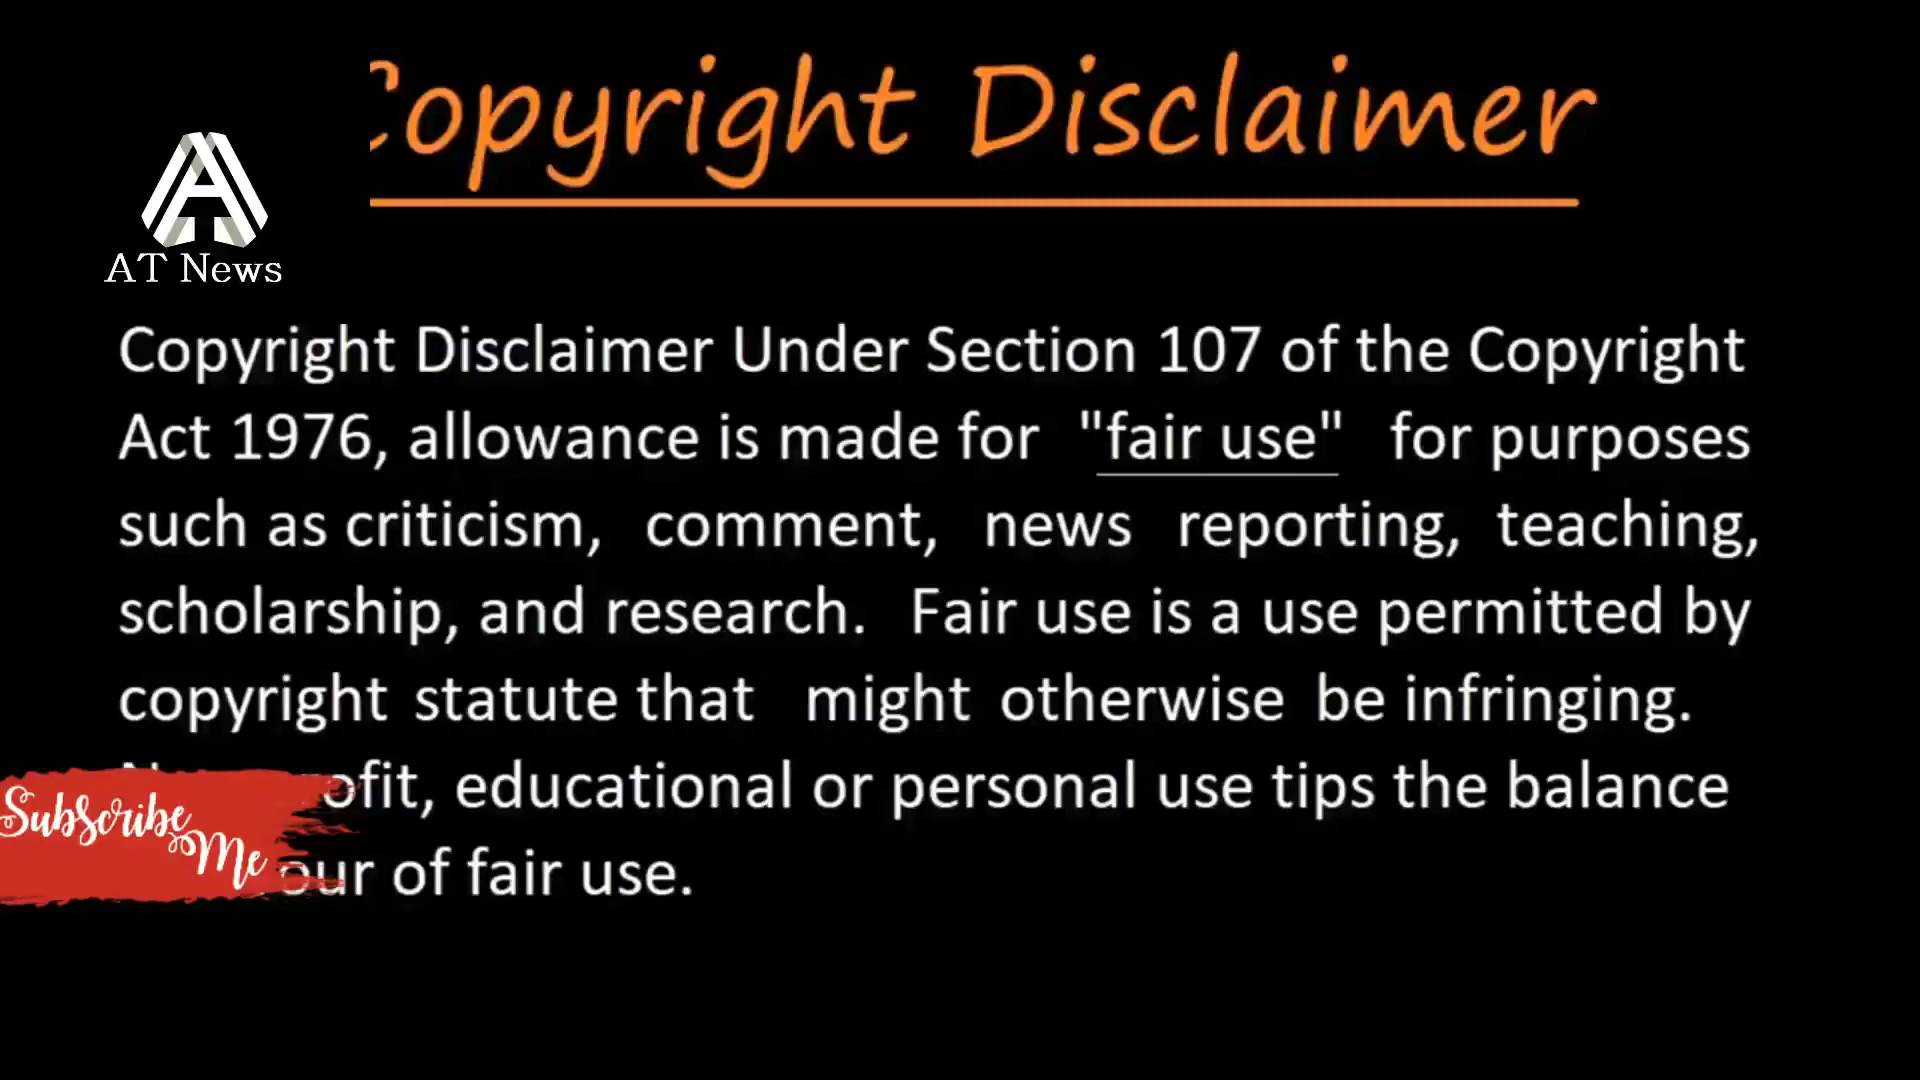 Copyright Disclaimer
AT News
Copyright Disclaimer Under Section 107 of the Copyright
Act 1976, allowance is made for "fair use" for purposes
such as criticism, comment, news reporting, teaching,
scholarship, and research. Fair use is a use permitted by
copyright statute that might otherwise be infringing.
educational or personal use tips the balance
of fair use.
Subscribe
Me